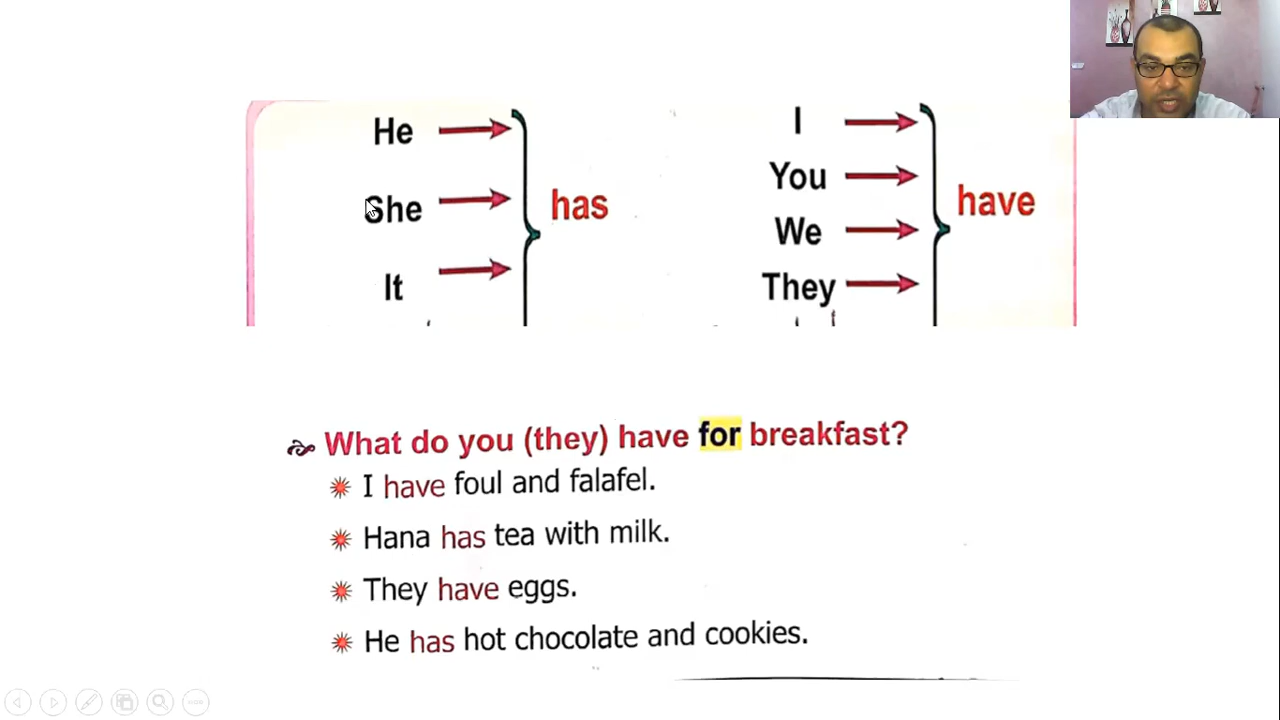 He
She
It
has
I
You
We
They
have
What do you (they) have for breakfast?
I have foul and falafel.
Hana has tea with milk.
They have eggs.
He has hot chocolate and cookies.